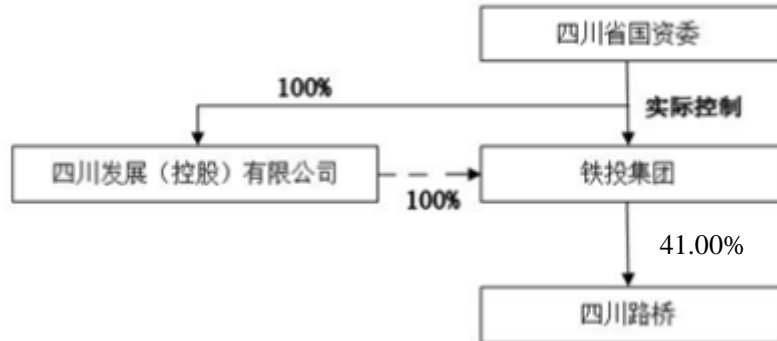 四川省国资委
100%
实际控制
四川发展（控股）有限公司
100%
铁投集团
41.00%
四川路桥